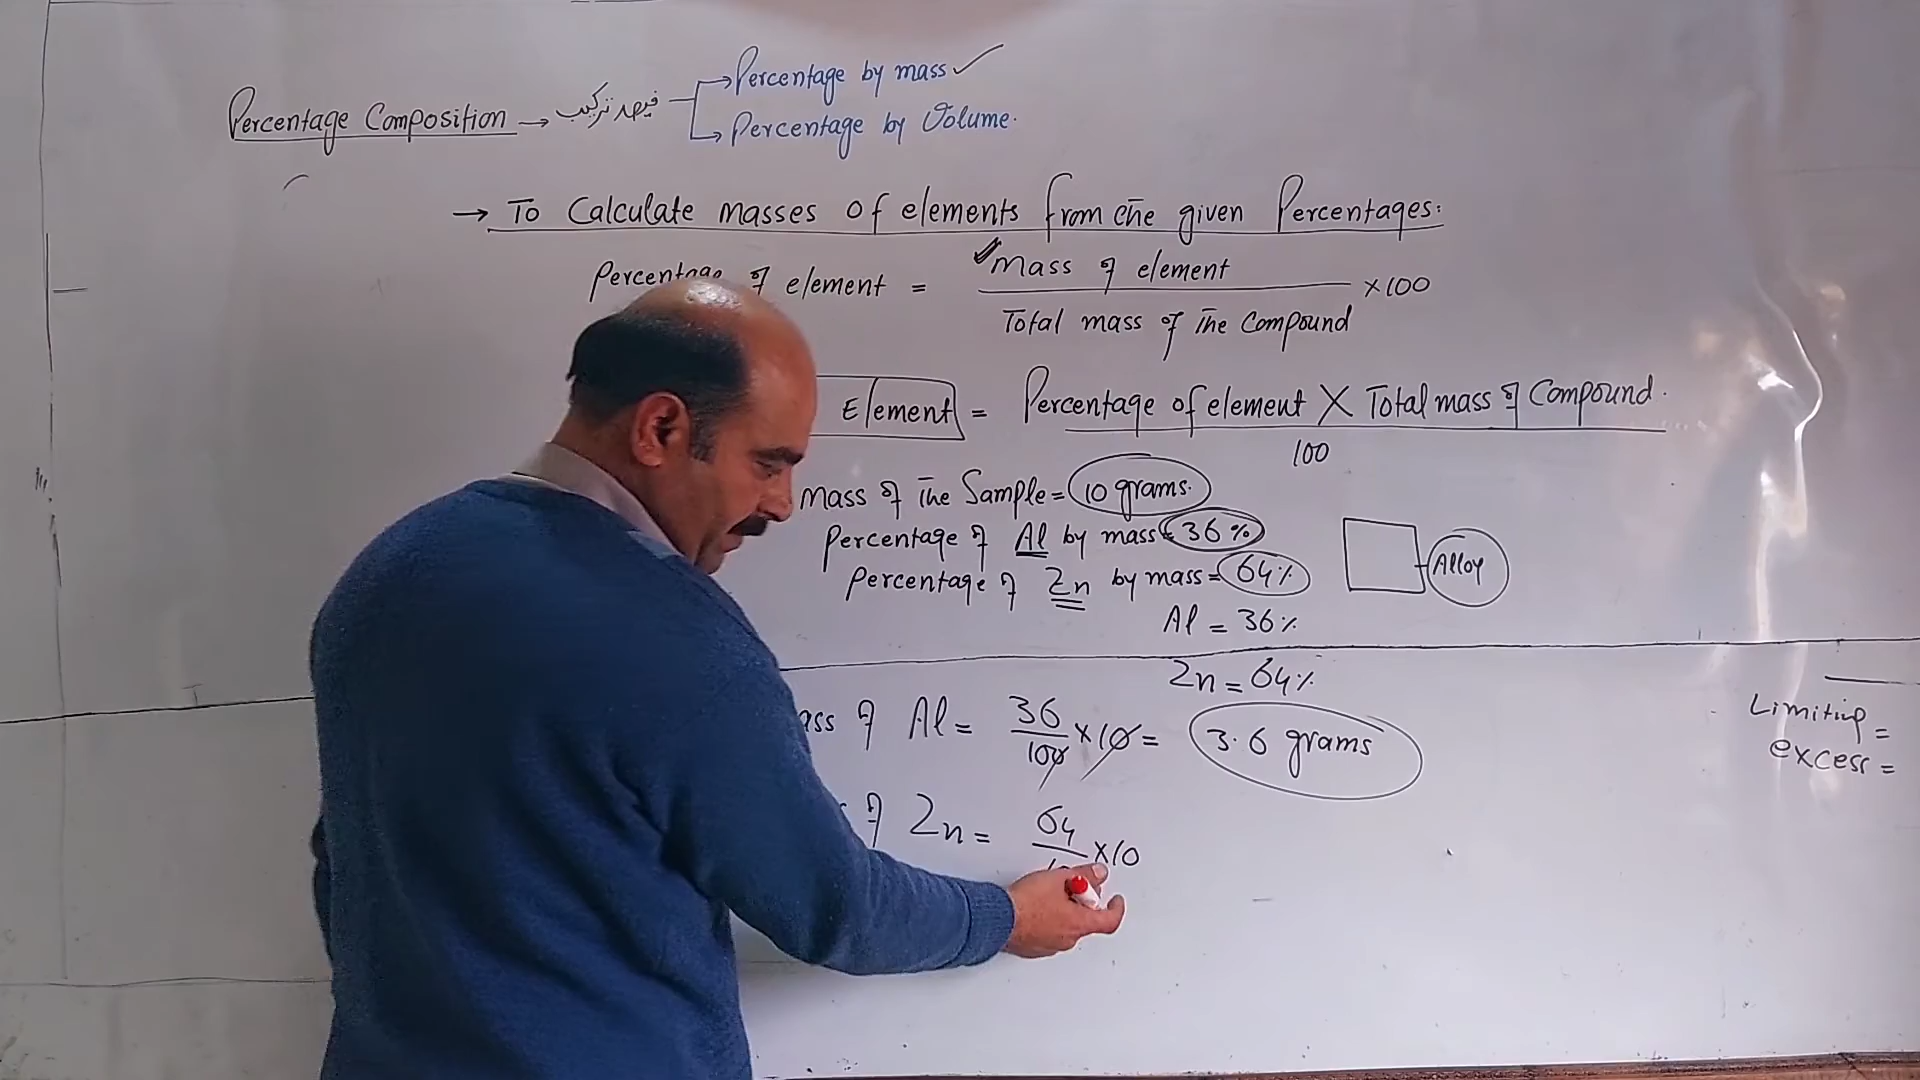 Percentage Composition → فیصد ترکیب → Percentage by mass ✓
→ Percentage by Volume.
→ To Calculate masses of elements from the given Percentages:
Percentage of element = Mass of element / Total mass of the Compound ×100
Element = Percentage of element X Total mass of Compound. / 100
Mass of the Sample = 10 grams.
Percentage of Al by mass = 36 %
Percentage of Zn by mass = 64%
Alloy
Al = 36%
Zn = 64%
ass of Al = 36/100 ×10 = 3.6 grams
of Zn = 64 ×10
Limiting =
excess =